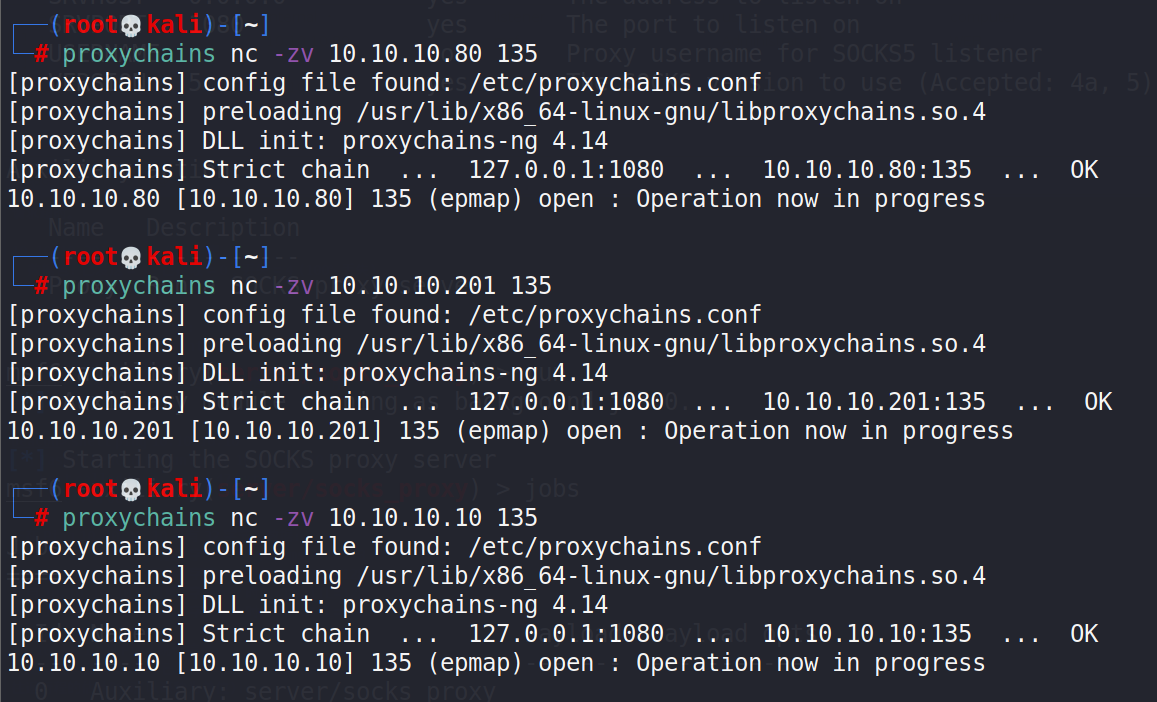 ┌──(root💀kali)-[~]
└─# proxychains nc -zv 10.10.10.80 135
[proxychains] config file found: /etc/proxychains.conf
[proxychains] preloading /usr/lib/x86_64-linux-gnu/libproxychains.so.4
[proxychains] DLL init: proxychains-ng 4.14
[proxychains] Strict chain  ...  127.0.0.1:1080  ...  10.10.10.80:135  ...  OK
10.10.10.80 [10.10.10.80] 135 (epmap) open : Operation now in progress
┌──(root💀kali)-[~]
└─# proxychains nc -zv 10.10.10.201 135
[proxychains] config file found: /etc/proxychains.conf
[proxychains] preloading /usr/lib/x86_64-linux-gnu/libproxychains.so.4
[proxychains] DLL init: proxychains-ng 4.14
[proxychains] Strict chain  ...  127.0.0.1:1080  ...  10.10.10.201:135  ...  OK
10.10.10.201 [10.10.10.201] 135 (epmap) open : Operation now in progress
┌──(root💀kali)-[~]
└─# proxychains nc -zv 10.10.10.10 135
[proxychains] config file found: /etc/proxychains.conf
[proxychains] preloading /usr/lib/x86_64-linux-gnu/libproxychains.so.4
[proxychains] DLL init: proxychains-ng 4.14
[proxychains] Strict chain  ...  127.0.0.1:1080  ...  10.10.10.10:135  ...  OK
10.10.10.10 [10.10.10.10] 135 (epmap) open : Operation now in progress